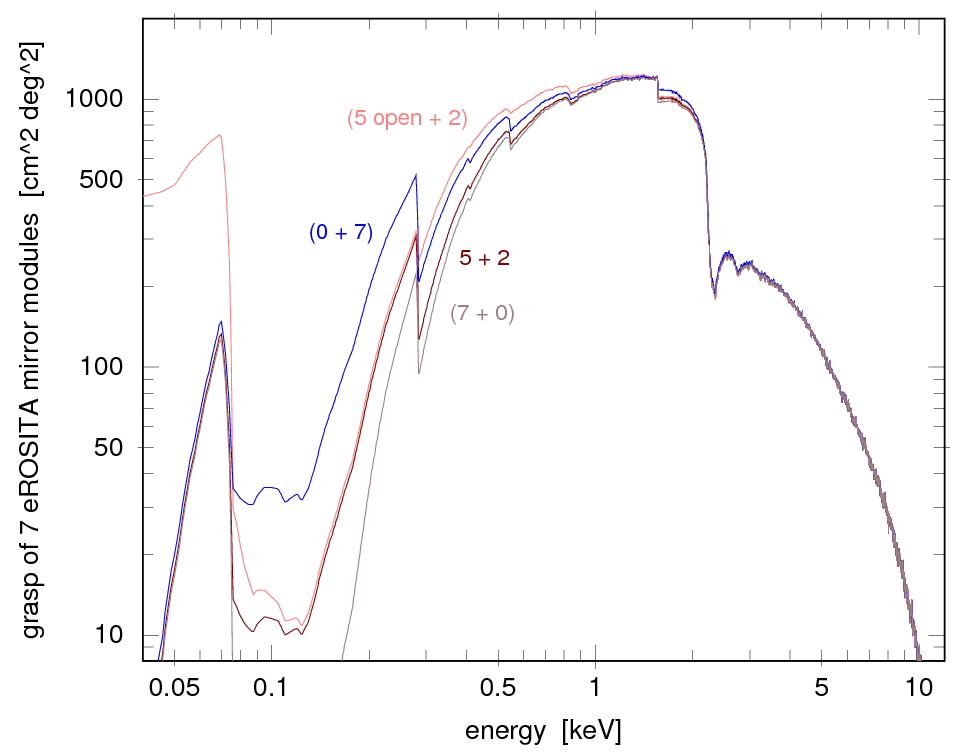 grasp of 7 eROSITA mirror modules [cm^2 deg^2]
1000
500
100
50
10
(5 open + 2)
(0 + 7)
5 + 2
(7 + 0)
0.05 0.1 0.5 1 5 10
energy [keV]